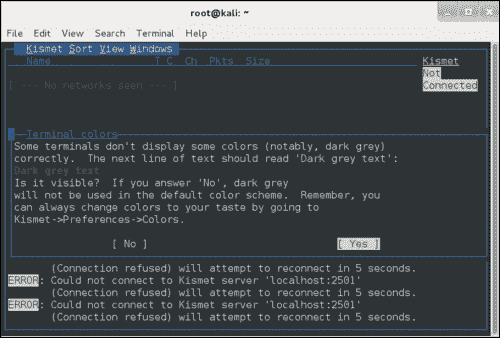 root@kali: ~
File Edit View Search Terminal Help
Kismet Sort View Windows
Name T C Ch Pkts Size Kismet
Not
[ --- No networks seen --- ] Connected
Terminal colors
Some terminals don't display some colors (notably, dark grey)
correctly. The next line of text should read 'Dark grey text':
Dark grey text
Is it visible? If you answer 'No', dark grey
will not be used in the default color scheme. Remember, you
can always change colors to your taste by going to
Kismet->Preferences->Colors.
[ No ] [ Yes ]
(Connection refused) will attempt to reconnect in 5 seconds.
ERROR: Could not connect to Kismet server 'localhost:2501'
(Connection refused) will attempt to reconnect in 5 seconds.
ERROR: Could not connect to Kismet server 'localhost:2501'
(Connection refused) will attempt to reconnect in 5 seconds.